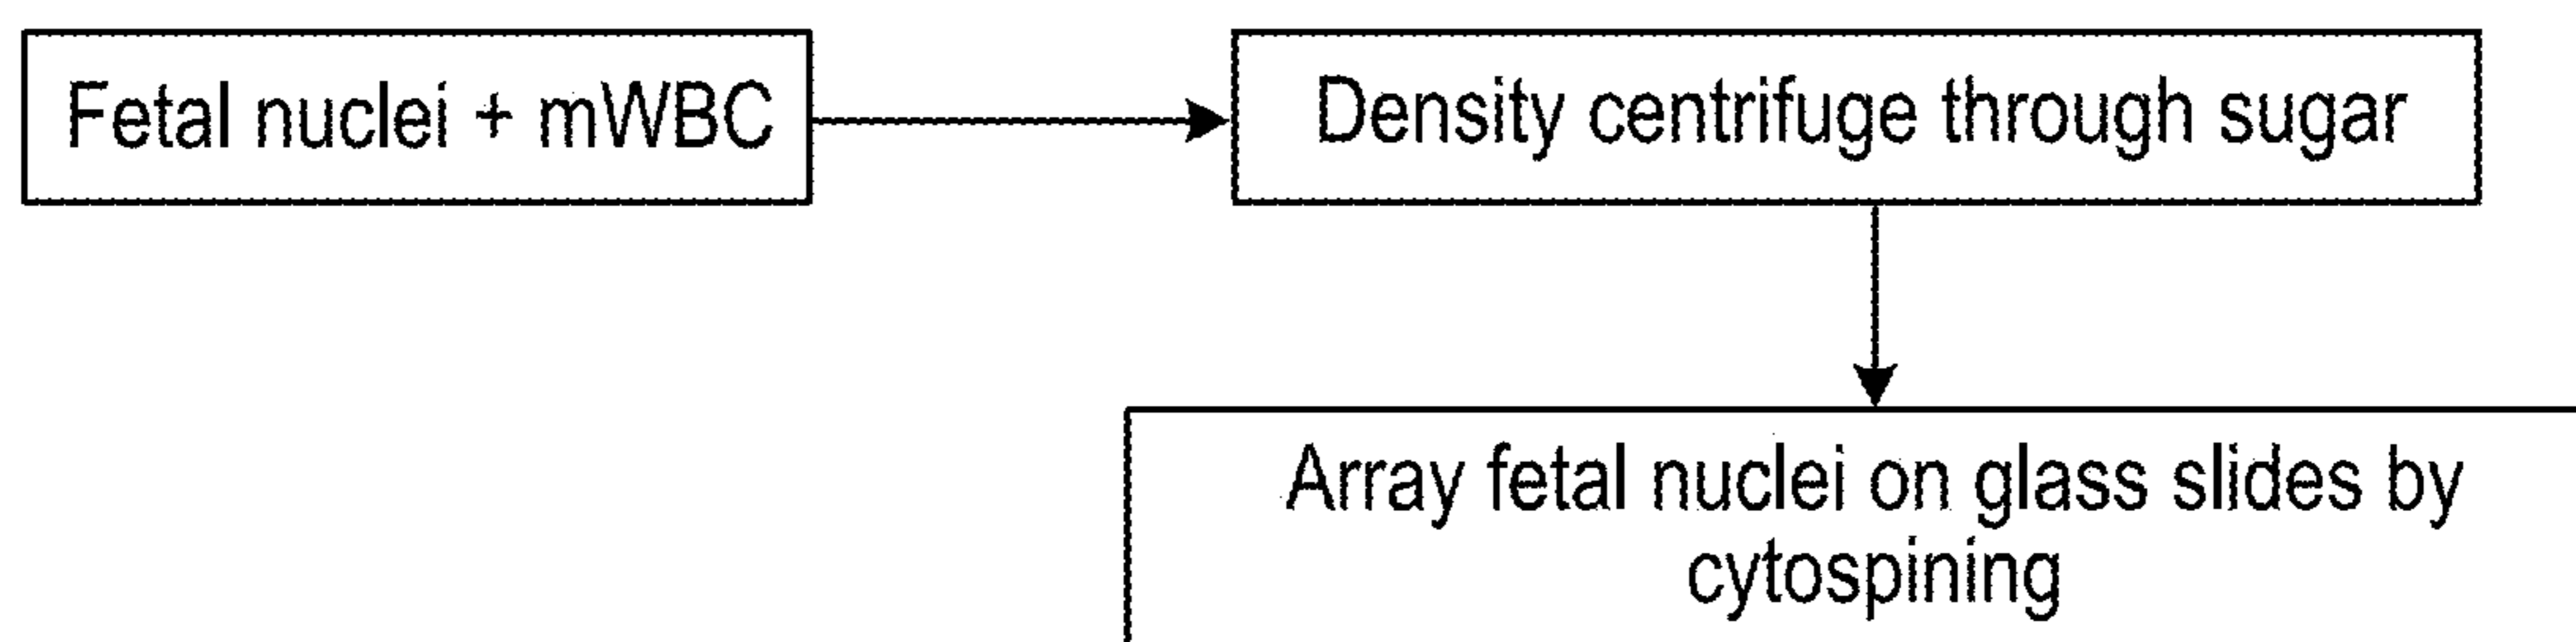 Fetal nuclei + mWBC
Density centrifuge through sugar
Array fetal nuclei on glass slides by
cytospining